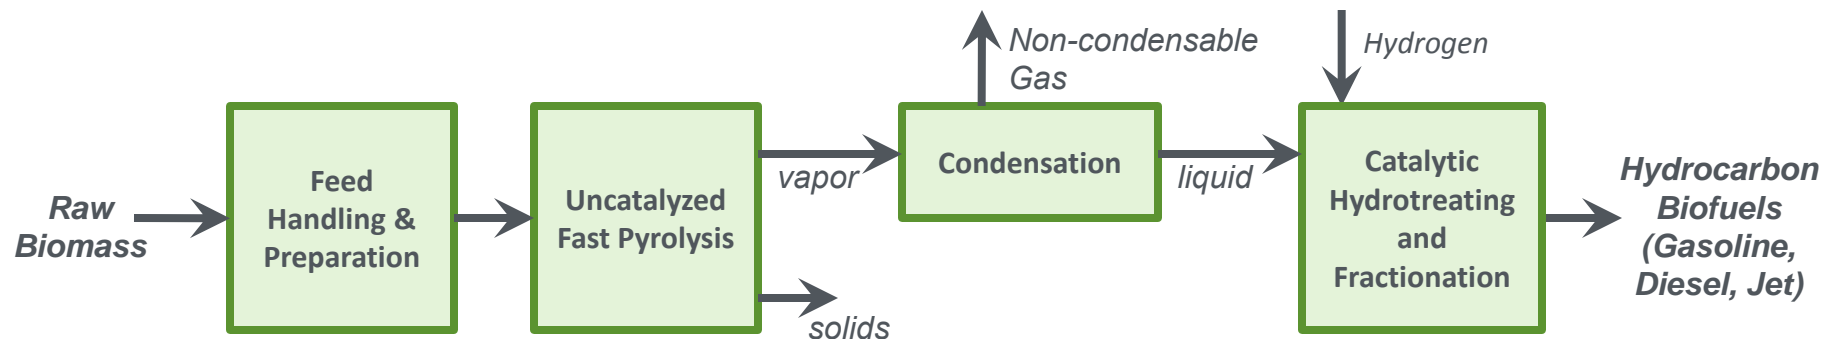 Raw
Biomass
Feed
Handling &
Preparation
Uncatalyzed
Fast Pyrolysis
vapor
solids
Non-condensable
Gas
Condensation
liquid
Hydrogen
Catalytic
Hydrotreating
and
Fractionation
Hydrocarbon
Biofuels
(Gasoline,
Diesel, Jet)